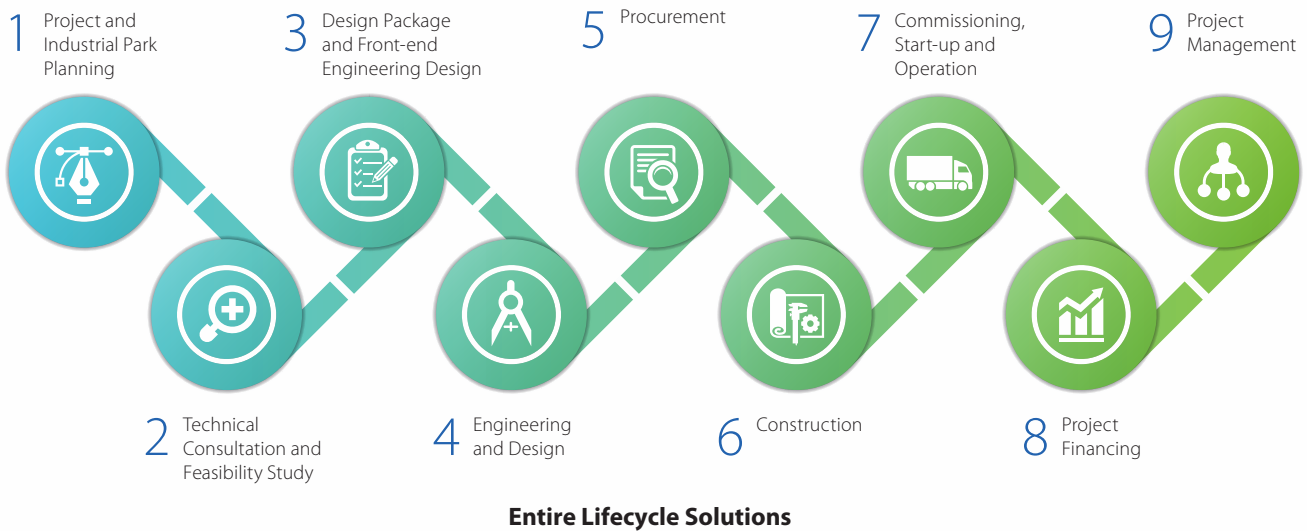 1 Project and
Industrial Park
Planning
2 Technical
Consultation and
Feasibility Study
3 Design Package
and Front-end
Engineering Design
4 Engineering
and Design
5 Procurement
6 Construction
7 Commissioning,
Start-up and
Operation
8 Project
Financing
9 Project
Management
Entire Lifecycle Solutions